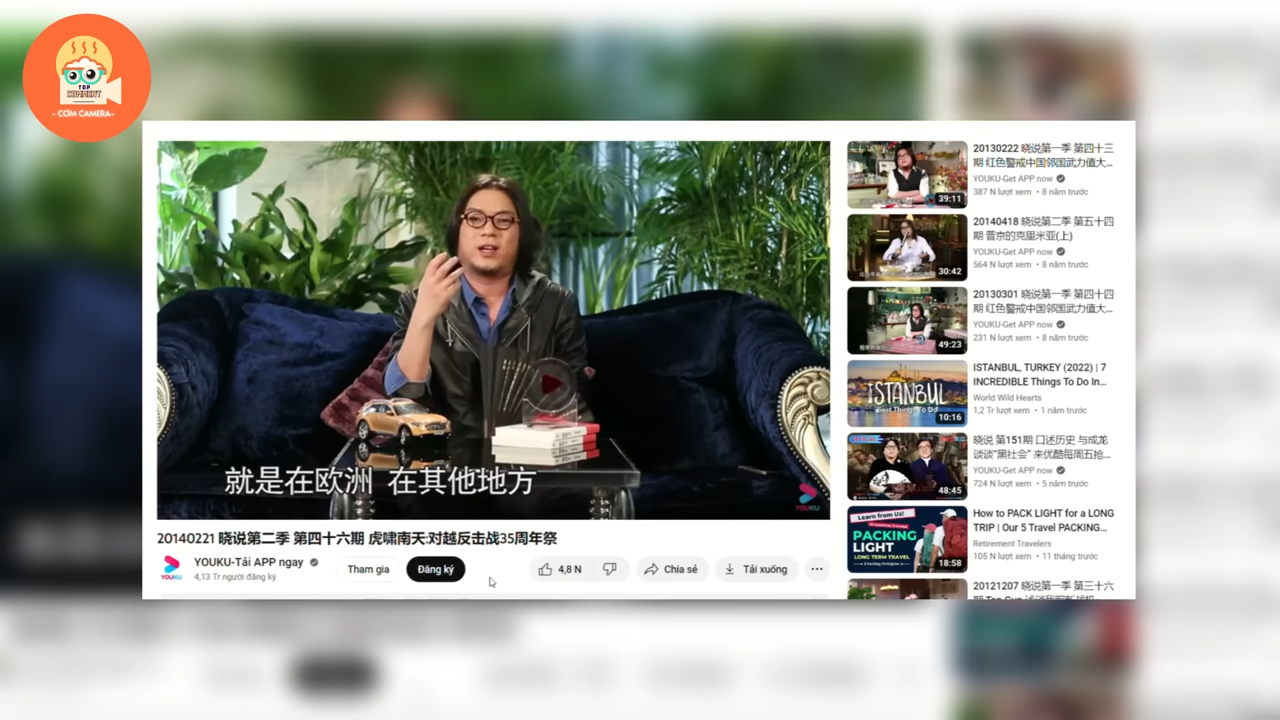 TOP
COMMENT
- CƠM CAMERA-
就是在欧洲 在其他地方
YOUKU
20140221 晓说第二季 第四十六期 虎啸南天:对越反击战35周年祭
YOUKU
YOUKU-Tải APP ngay
4,13 Tr người đăng ký
Tham gia
Đăng ký
4,8 N
Chia sẻ
Tải xuống
39:11
20130222 晓说第一季 第四十三
期 红色警戒中国邻国武力值大...
YOUKU-Get APP now
387 N lượt xem • 8 năm trước
30:42
20140418 晓说第二季 第五十四
期 普京的克里米亚(上)
YOUKU-Get APP now
564 N lượt xem • 8 năm trước
49:23
20130301 晓说第一季 第四十四
期 红色警戒中国邻国武力值大...
YOUKU-Get APP now
231 N lượt xem • 8 năm trước
ISTANBUL
Best Things To Do
10:16
ISTANBUL, TURKEY (2022) | 7
INCREDIBLE Things To Do In...
World Wild Hearts
1,2 Tr lượt xem • 1 năm trước
48:45
晓说 第151期 口述历史 与成龙
谈谈“黑社会” 来优酷每周五抢...
YOUKU-Get APP now
724 N lượt xem • 5 năm trước
Learn from Us!
PACKING
LIGHT
LONG TERM TRAVEL
18:58
How to PACK LIGHT for a LONG
TRIP | Our 5 Travel PACKING...
Retirement Travelers
105 N lượt xem • 11 tháng trước
20121207 晓说第一季 第三十六